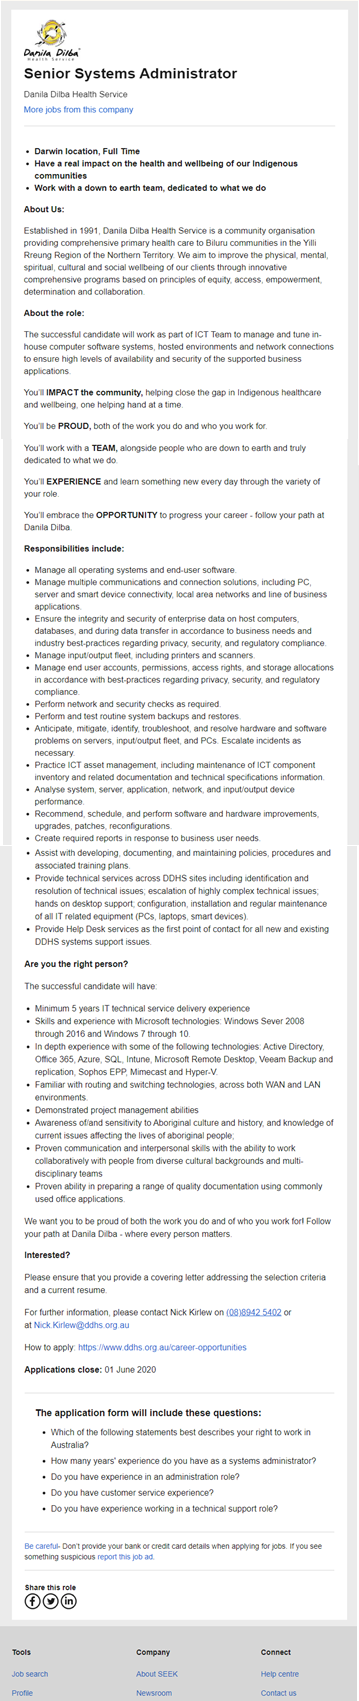 Danila Dilba
Health Service
Senior Systems Administrator
Danila Dilba Health Service
More jobs from this company
Darwin location, Full Time
Have a real impact on the health and wellbeing of our Indigenous
communities
Work with a down to earth team, dedicated to what we do
About Us:
Established in 1991, Danila Dilba Health Service is a community organisation
providing comprehensive primary health care to Biluru communities in the Yilli
Rreung Region of the Northern Territory. We aim to improve the physical, mental,
spiritual, cultural and social wellbeing of our clients through innovative
comprehensive programs based on principles of equity, access, empowerment,
determination and collaboration.
About the role:
The successful candidate will work as part of ICT Team to manage and tune in-
house computer software systems, hosted environments and network connections
to ensure high levels of availability and security of the supported business
applications.
You'll IMPACT the community, helping close the gap in Indigenous healthcare
and wellbeing, one helping hand at a time.
You'll be PROUD, both of the work you do and who you work for.
You'll work with a TEAM, alongside people who are down to earth and truly
dedicated to what we do.
You'll EXPERIENCE and learn something new every day through the variety of
your role.
You'll embrace the OPPORTUNITY to progress your career - follow your path at
Danila Dilba.
Responsibilities include:
Manage all operating systems and end-user software.
Manage multiple communications and connection solutions, including PC,
server and smart device connectivity, local area networks and line of business
applications.
Ensure the integrity and security of enterprise data on host computers,
databases, and during data transfer in accordance to business needs and
industry best-practices regarding privacy, security, and regulatory compliance.
Manage input/output fleet, including printers and scanners.
Manage end user accounts, permissions, access rights, and storage allocations
in accordance with best-practices regarding privacy, security, and regulatory
compliance.
Perform network and security checks as required.
Perform and test routine system backups and restores.
Anticipate, mitigate, identify, troubleshoot, and resolve hardware and software
problems on servers, input/output fleet, and PCs. Escalate incidents as
necessary.
Practice ICT asset management, including maintenance of ICT component
inventory and related documentation and technical specifications information.
Analyse system, server, application, network, and input/output device
performance.
Recommend, schedule, and perform software and hardware improvements,
upgrades, patches, reconfigurations.
Create required reports in response to business user needs.
Assist with developing, documenting, and maintaining policies, procedures and
associated training plans.
Provide technical services across DDHS sites including identification and
resolution of technical issues; escalation of highly complex technical issues;
hands on desktop support; configuration, installation and regular maintenance
of all IT related equipment (PCs, laptops, smart devices).
Provide Help Desk services as the first point of contact for all new and existing
DDHS systems support issues.
Are you the right person?
The successful candidate will have:
Minimum 5 years IT technical service delivery experience
Skills and experience with Microsoft technologies: Windows Sever 2008
through 2016 and Windows 7 through 10.
In depth experience with some of the following technologies: Active Directory,
Office 365, Azure, SQL, Intune, Microsoft Remote Desktop, Veeam Backup and
replication, Sophos EPP, Mimecast and Hyper-V.
Familiar with routing and switching technologies, across both WAN and LAN
environments.
Demonstrated project management abilities
Awareness of/and sensitivity to Aboriginal culture and history, and knowledge of
current issues affecting the lives of aboriginal people;
Proven communication and interpersonal skills with the ability to work
collaboratively with people from diverse cultural backgrounds and multi-
disciplinary teams
Proven ability in preparing a range of quality documentation using commonly
used office applications.
We want you to be proud of both the work you do and of who you work for! Follow
your path at Danila Dilba - where every person matters.
Interested?
Please ensure that you provide a covering letter addressing the selection criteria
and a current resume.
For further information, please contact Nick Kirlew on (08)8942 5402 or
at Nick.Kirlew@ddhs.org.au
How to apply: https://www.ddhs.org.au/career-opportunities
Applications close: 01 June 2020
The application form will include these questions:
Which of the following statements best describes your right to work in
Australia?
How many years' experience do you have as a systems administrator?
Do you have experience in an administration role?
Do you have customer service experience?
Do you have experience working in a technical support role?
Be careful- Don't provide your bank or credit card details when applying for jobs. If you see
something suspicious report this job ad.
Share this role
Tools Company Connect
Job search About SEEK Help centre
Profile Newsroom Contact us